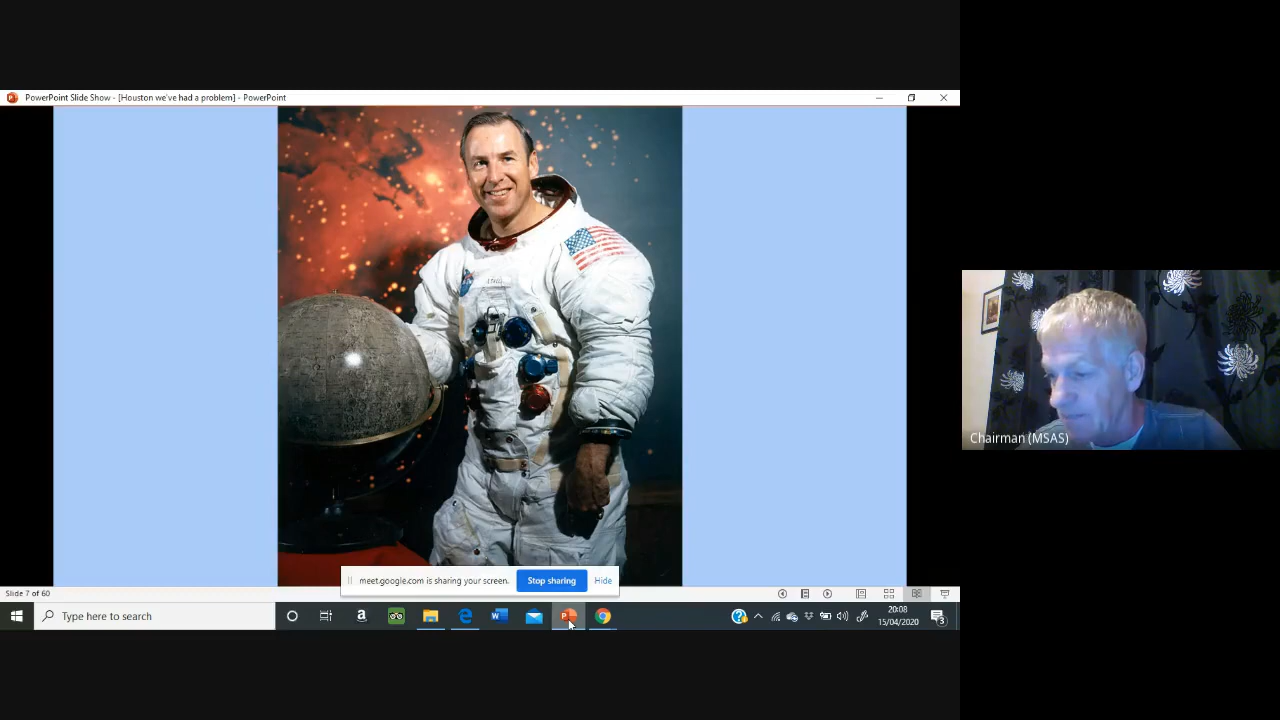 PowerPoint Slide Show - [Houston we've had a problem] - PowerPoint
Chairman (MSAS)
meet.google.com is sharing your screen.
Stop sharing
Hide
Slide 7 of 60
Type here to search
20:08
15/04/2020
3